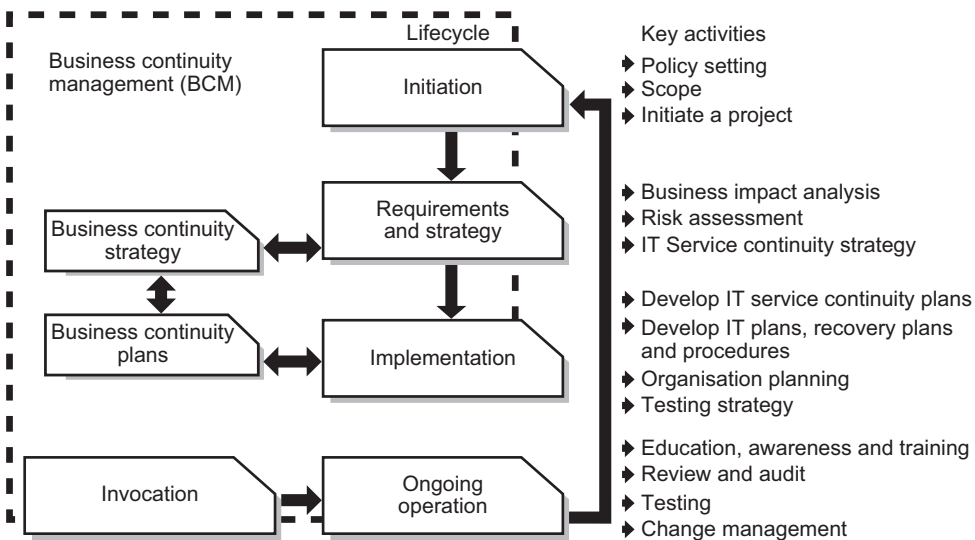 Lifecycle
Key activities
Business continuity
management (BCM)
Initiation
Policy setting
Scope
Initiate a project
Requirements
and strategy
Business continuity
strategy
Business impact analysis
Risk assessment
IT Service continuity strategy
Business continuity
plans
Implementation
Develop IT service continuity plans
Develop IT plans, recovery plans
and procedures
Organisation planning
Testing strategy
Invocation
Ongoing
operation
Education, awareness and training
Review and audit
Testing
Change management